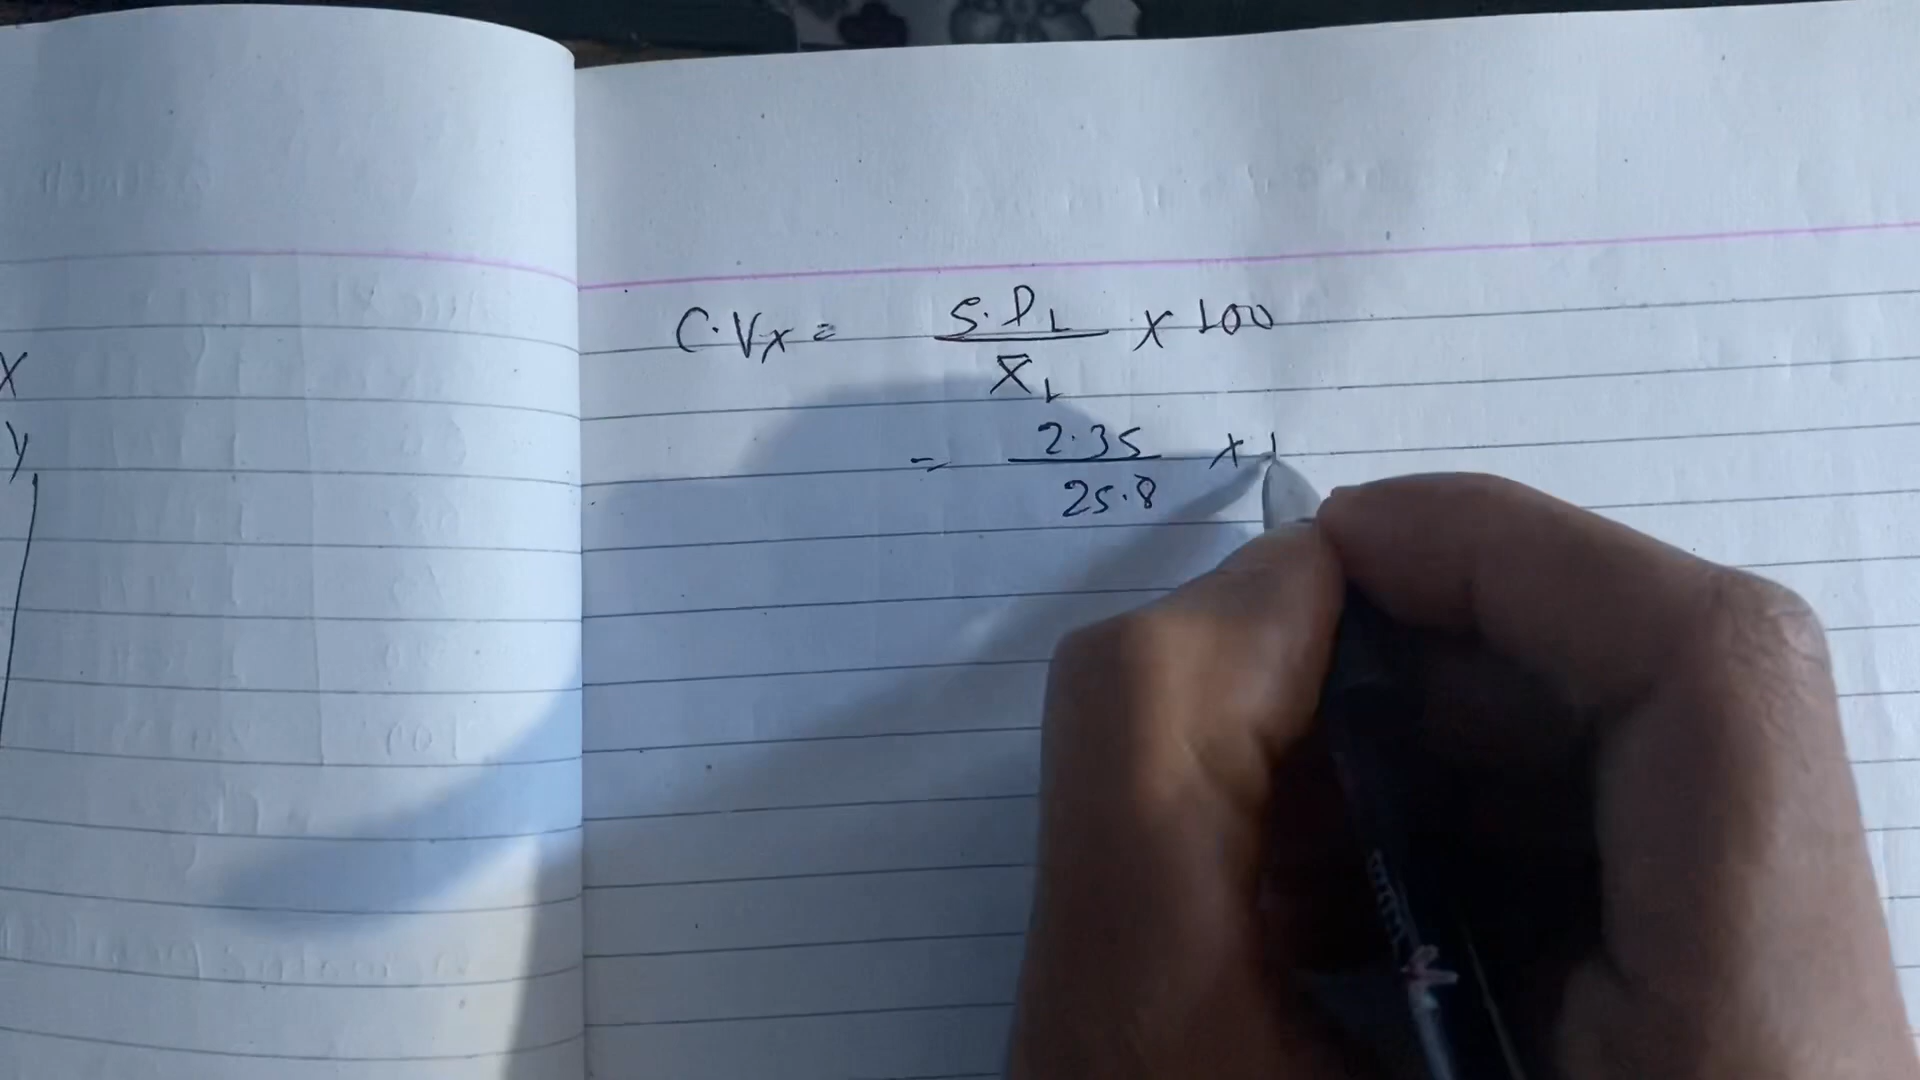 X
y
C.Vx = S.D1 / X̄1 × 100
= 2.35 / 25.8 × 1